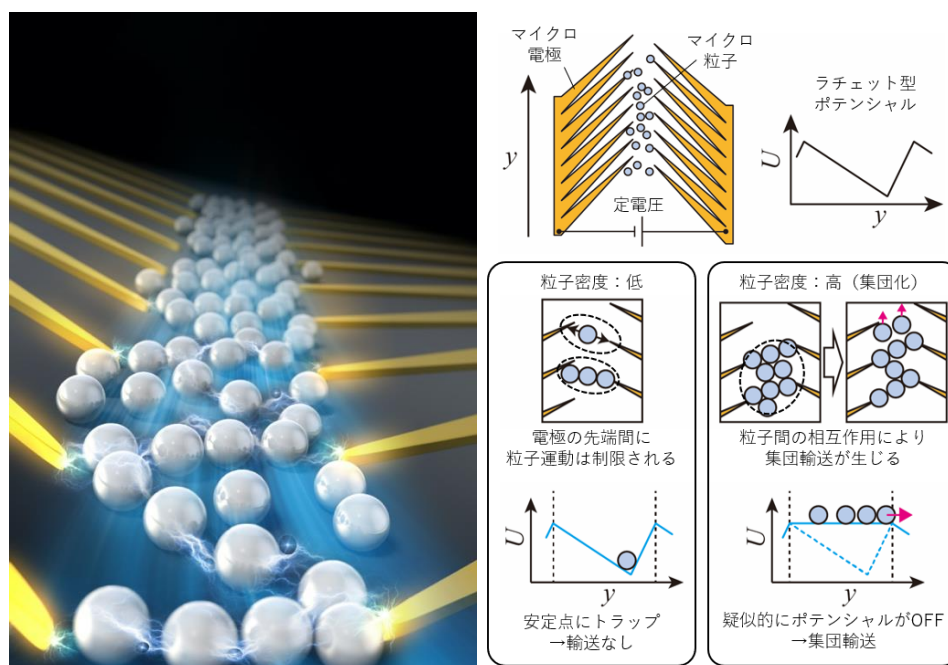 マイクロ
電極
マイクロ
粒子
y
定電圧
ラチェット型
ポテンシャル
U
y
粒子密度：低
電極の先端間に
粒子運動は制限される
U
y
安定点にトラップ
→輸送なし
粒子密度：高（集団化）
粒子間の相互作用により
集団輸送が生じる
U
y
疑似的にポテンシャルがOFF
→集団輸送